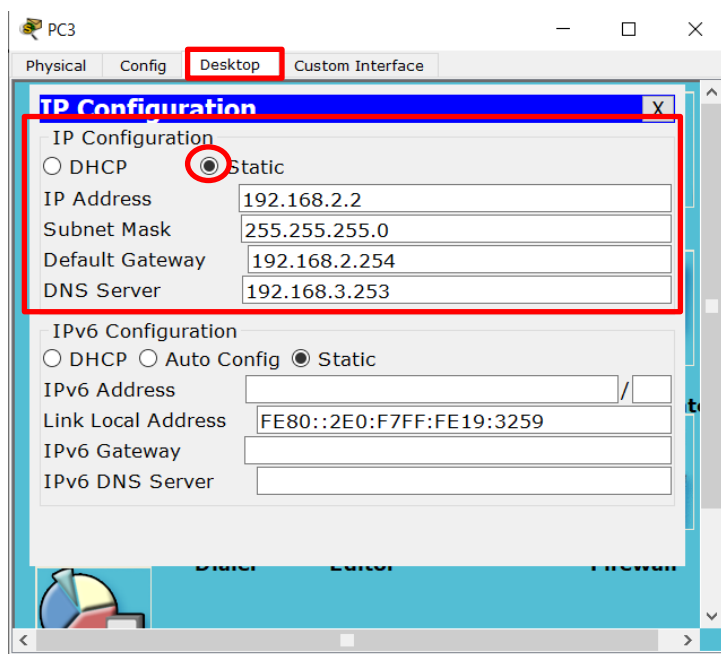 PC3
Physical Config Desktop Custom Interface
IP Configuration X
IP Configuration
DHCP Static
IP Address 192.168.2.2
Subnet Mask 255.255.255.0
Default Gateway 192.168.2.254
DNS Server 192.168.3.253
IPv6 Configuration
DHCP Auto Config Static
IPv6 Address /
Link Local Address FE80::2E0:F7FF:FE19:3259
IPv6 Gateway
IPv6 DNS Server
Dialer Editor Firewall